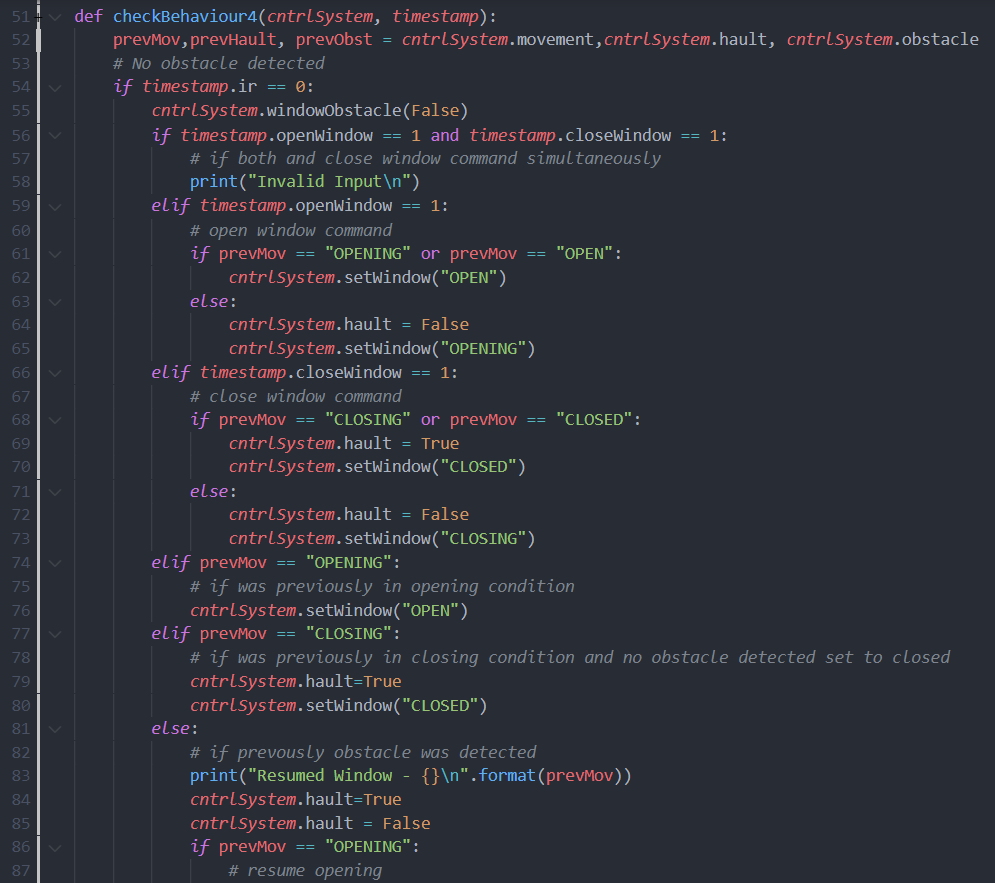 51 def checkBehaviour4(cntrlSystem, timestamp):
52 prevMov,prevHault, prevObst = cntrlSystem.movement,cntrlSystem.hault, cntrlSystem.obstacle
53 # No obstacle detected
54 if timestamp.ir == 0:
55 cntrlSystem.windowObstacle(False)
56 if timestamp.openWindow == 1 and timestamp.closeWindow == 1:
57 # if both and close window command simultaneously
58 print("Invalid Input\n")
59 elif timestamp.openWindow == 1:
60 # open window command
61 if prevMov == "OPENING" or prevMov == "OPEN":
62 cntrlSystem.setWindow("OPEN")
63 else:
64 cntrlSystem.hault = False
65 cntrlSystem.setWindow("OPENING")
66 elif timestamp.closeWindow == 1:
67 # close window command
68 if prevMov == "CLOSING" or prevMov == "CLOSED":
69 cntrlSystem.hault = True
70 cntrlSystem.setWindow("CLOSED")
71 else:
72 cntrlSystem.hault = False
73 cntrlSystem.setWindow("CLOSING")
74 elif prevMov == "OPENING":
75 # if was previously in opening condition
76 cntrlSystem.setWindow("OPEN")
77 elif prevMov == "CLOSING":
78 # if was previously in closing condition and no obstacle detected set to closed
79 cntrlSystem.hault=True
80 cntrlSystem.setWindow("CLOSED")
81 else:
82 # if prevously obstacle was detected
83 print("Resumed Window - {}\n".format(prevMov))
84 cntrlSystem.hault=True
85 cntrlSystem.hault = False
86 if prevMov == "OPENING":
87 # resume opening